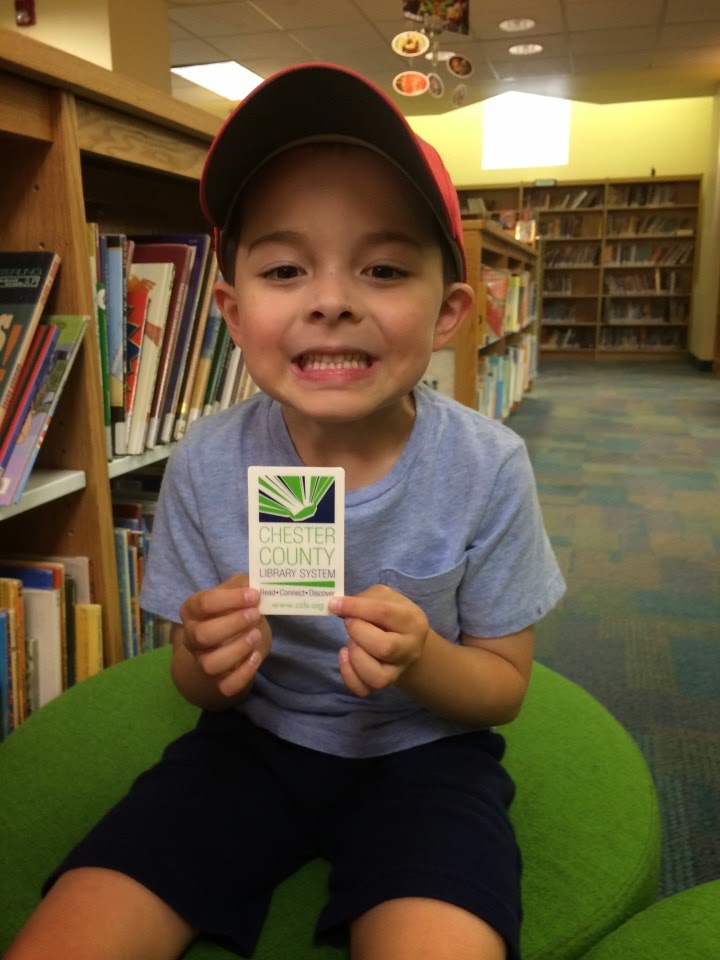 CHESTER
COUNTY
LIBRARY SYSTEM
Read•Connect•Discover
www.ccls.org